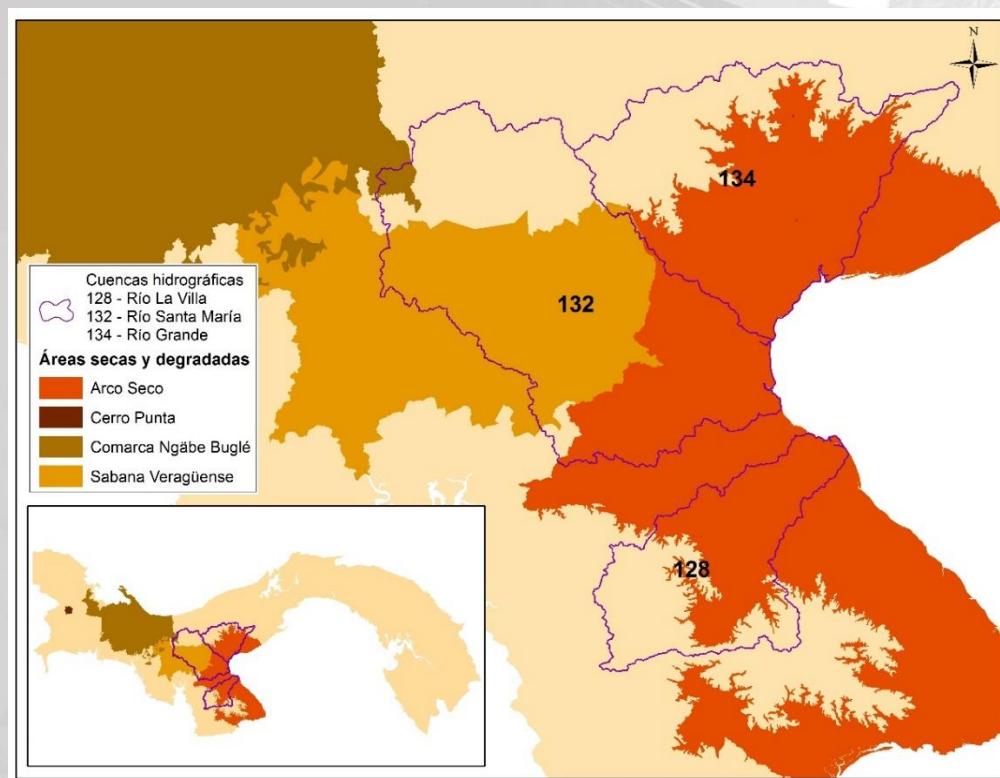 N
134
132
128
Cuencas hidrográficas
128 - Río La Villa
132 - Río Santa María
134 - Río Grande
Áreas secas y degradadas
Arco Seco
Cerro Punta
Comarca Ngäbe Buglé
Sabana Veragüense